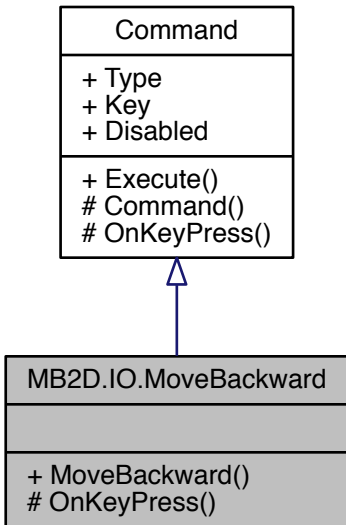 Command
+ Type
+ Key
+ Disabled
+ Execute()
# Command()
# OnKeyPress()
MB2D.IO.MoveBackward
+ MoveBackward()
# OnKeyPress()